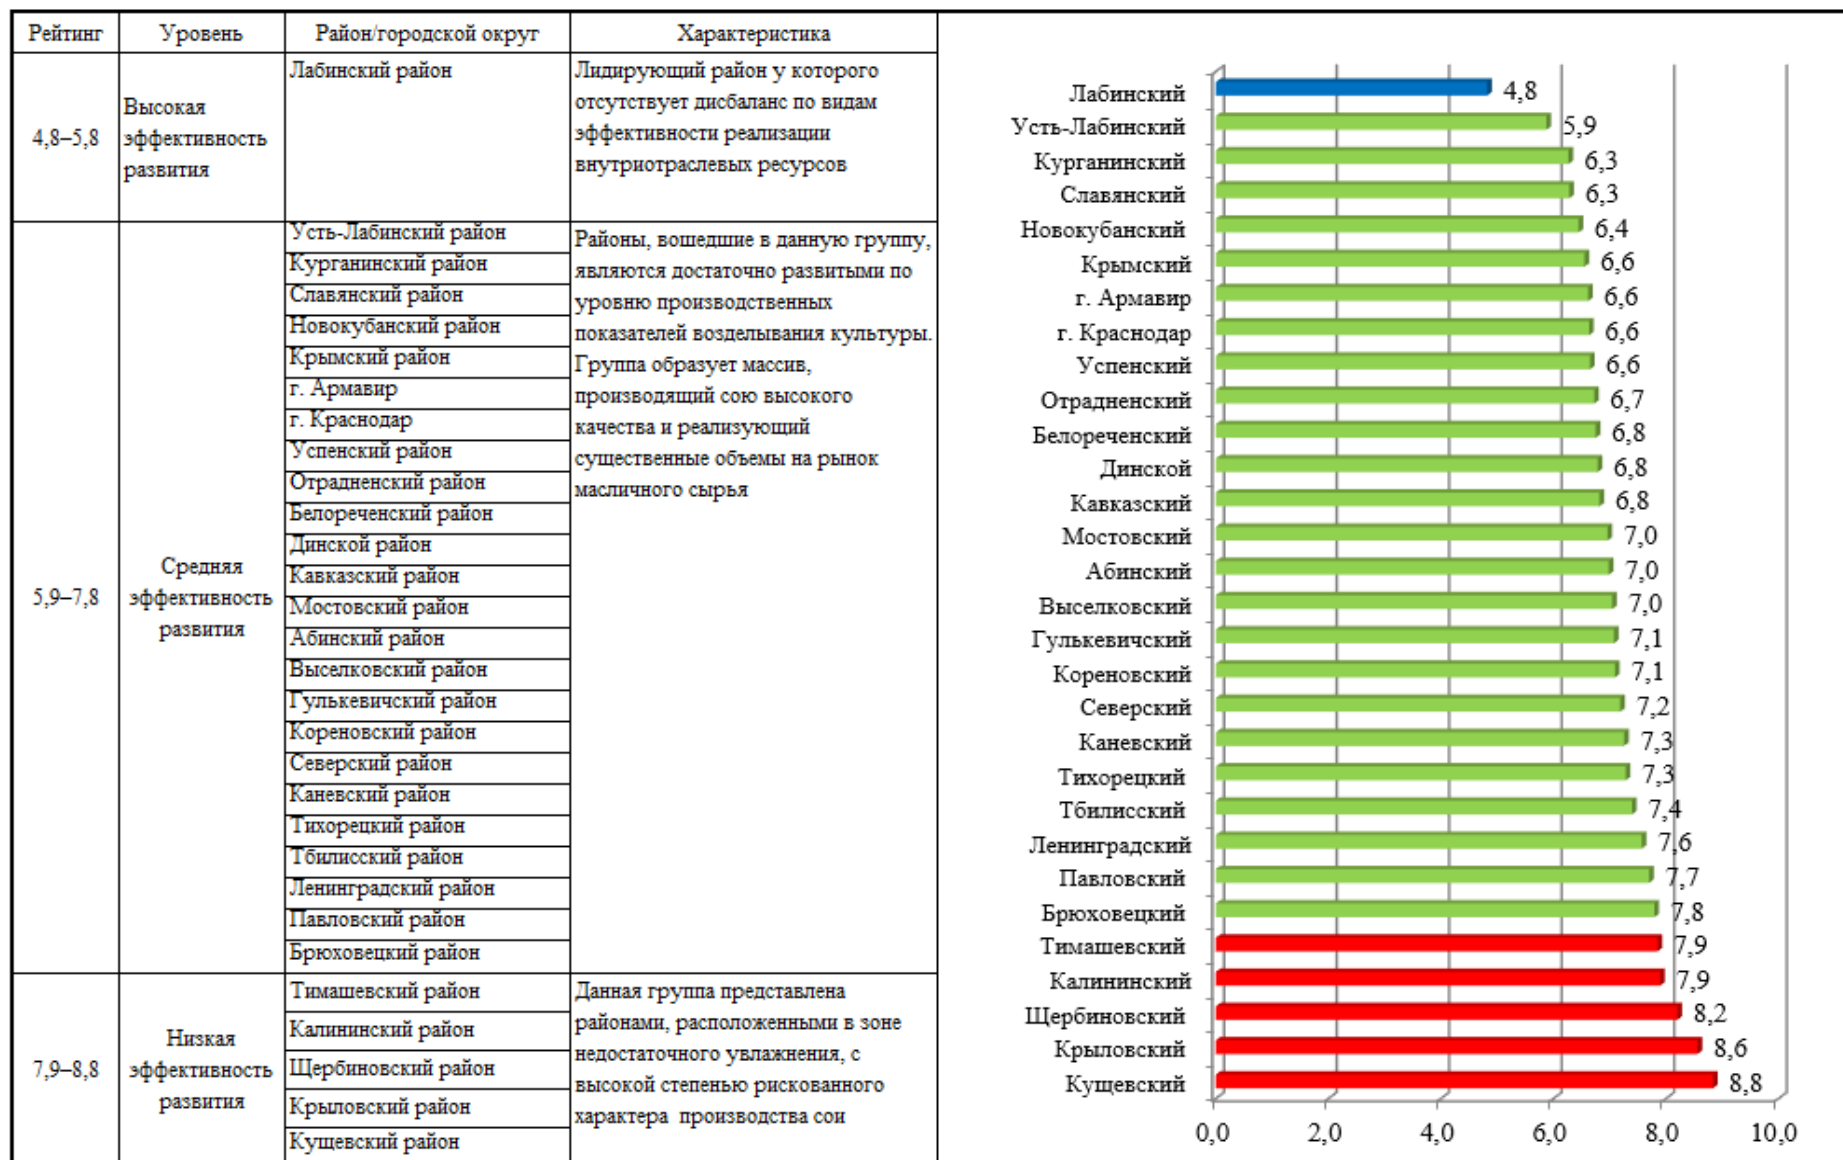 Рейтинг
Уровень
Район/городской округ
Характеристика
4,8–5,8
Высокая
эффективность
развития
Лабинский район
Лидирующий район у которого
отсутствует дисбаланс по видам
эффективности реализации
внутриотраслевых ресурсов
5,9–7,8
Средняя
эффективность
развития
Усть-Лабинский район
Курганинский район
Славянский район
Новокубанский район
Крымский район
г. Армавир
г. Краснодар
Успенский район
Отрадненский район
Белореченский район
Динской район
Кавказский район
Мостовский район
Абинский район
Выселковский район
Гулькевичский район
Кореновский район
Северский район
Каневский район
Тихорецкий район
Тбилисский район
Ленинградский район
Павловский район
Брюховецкий район
Районы, вошедшие в данную группу,
являются достаточно развитыми по
уровню производственных
показателей возделывания культуры.
Группа образует массив,
производящий сою высокого
качества и реализующий
существенные объемы на рынок
масличного сырья
7,9–8,8
Низкая
эффективность
развития
Тимашевский район
Калининский район
Щербиновский район
Крыловский район
Кущевский район
Данная группа представлена
районами, расположенными в зоне
недостаточного увлажнения, с
высокой степенью рискованного
характера производства сои
Лабинский 4,8
Усть-Лабинский 5,9
Курганинский 6,3
Славянский 6,3
Новокубанский 6,4
Крымский 6,6
г. Армавир 6,6
г. Краснодар 6,6
Успенский 6,6
Отрадненский 6,7
Белореченский 6,8
Динской 6,8
Кавказский 6,8
Мостовский 7,0
Абинский 7,0
Выселковский 7,0
Гулькевичский 7,1
Кореновский 7,1
Северский 7,2
Каневский 7,3
Тихорецкий 7,3
Тбилисский 7,4
Ленинградский 7,6
Павловский 7,7
Брюховецкий 7,8
Тимашевский 7,9
Калининский 7,9
Щербиновский 8,2
Крыловский 8,6
Кущевский 8,8
0,0 2,0 4,0 6,0 8,0 10,0